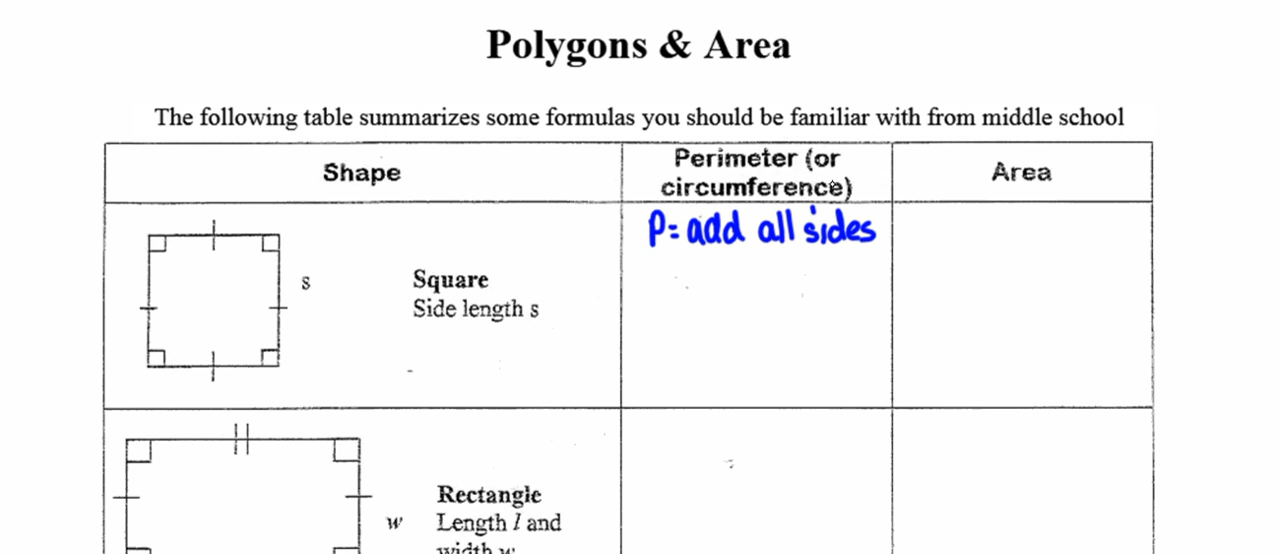 Polygons & Area
The following table summarizes some formulas you should be familiar with from middle school
Shape
Perimeter (or
circumference)
Area
P= add all sides
s
Square
Side length s
w
Rectangle
Length l and
width w